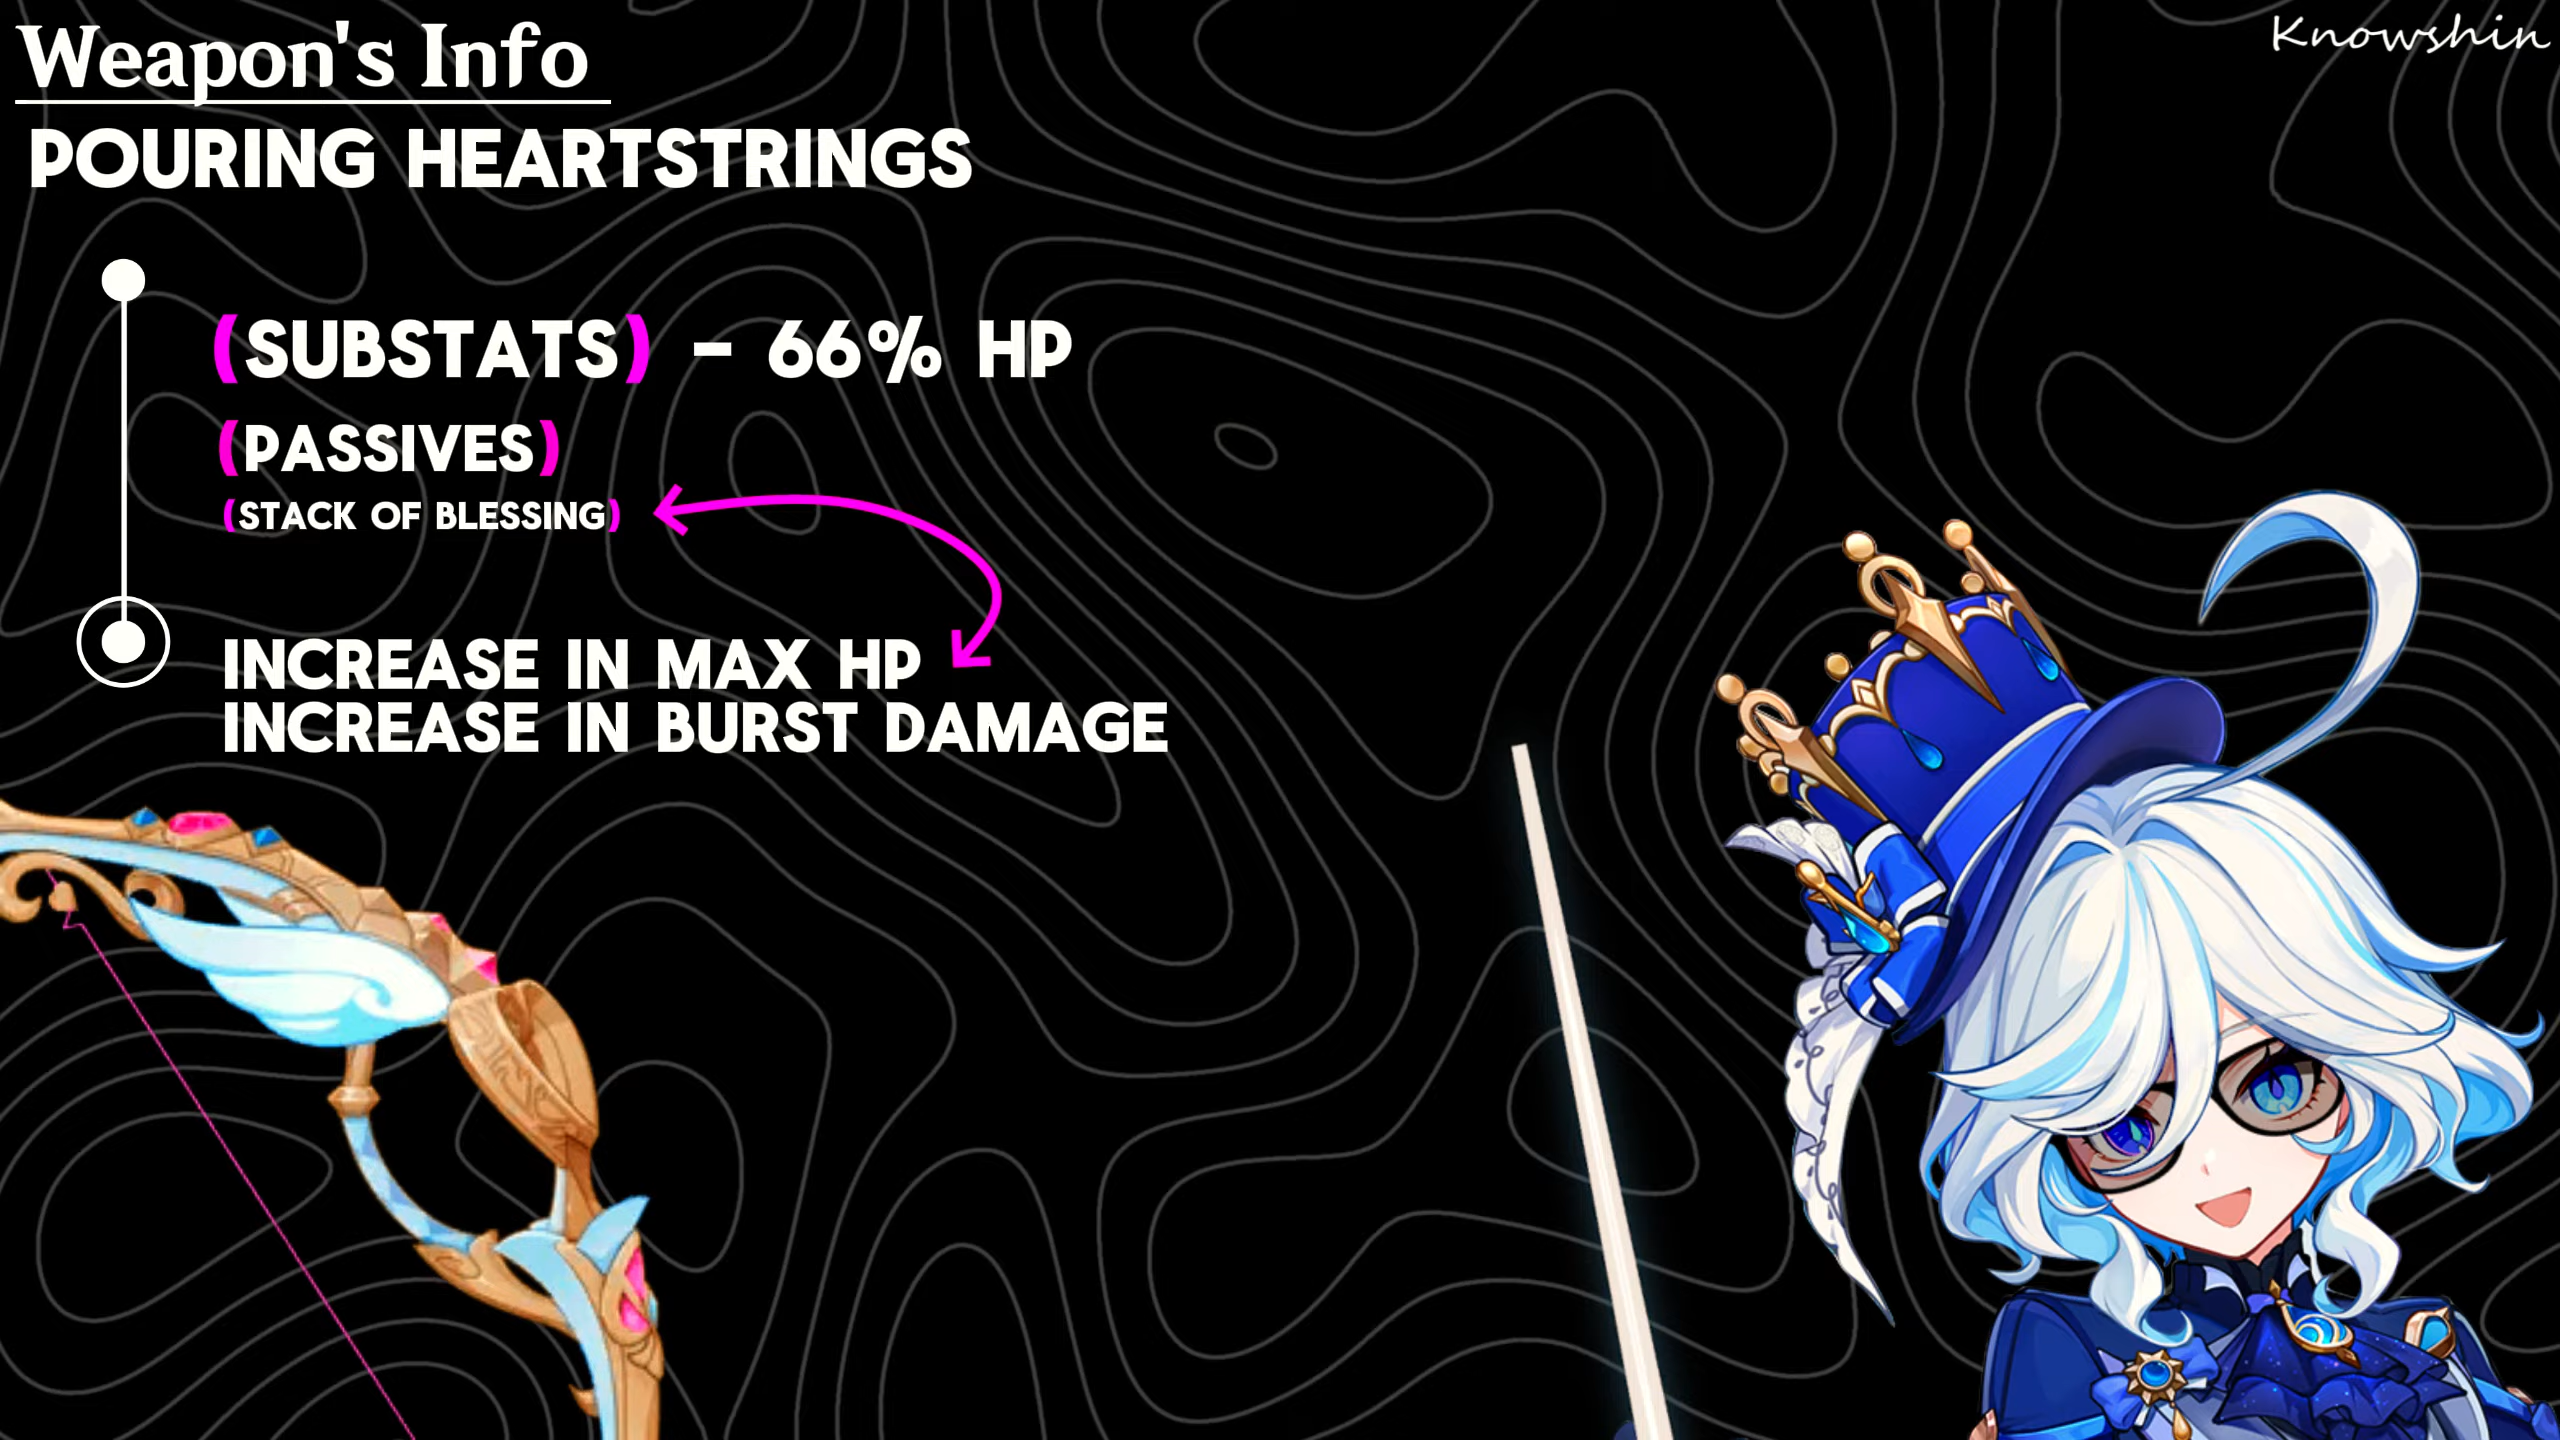 Weapon's Info
Knowshin
POURING HEARTSTRINGS
(SUBSTATS) - 66% HP
(PASSIVES)
(STACK OF BLESSING)
INCREASE IN MAX HP
INCREASE IN BURST DAMAGE